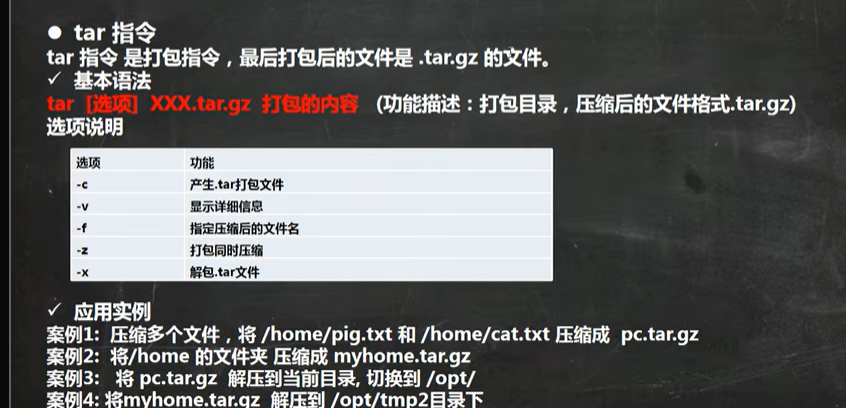 ● tar 指令
tar 指令 是打包指令，最后打包后的文件是 .tar.gz 的文件。
✓ 基本语法
tar [选项] XXX.tar.gz 打包的内容 (功能描述：打包目录，压缩后的文件格式.tar.gz)
选项说明
选项 功能
-c 产生.tar打包文件
-v 显示详细信息
-f 指定压缩后的文件名
-z 打包同时压缩
-x 解包.tar文件
✓ 应用实例
案例1: 压缩多个文件，将 /home/pig.txt 和 /home/cat.txt 压缩成 pc.tar.gz
案例2: 将/home 的文件夹 压缩成 myhome.tar.gz
案例3: 将 pc.tar.gz 解压到当前目录, 切换到 /opt/
案例4: 将myhome.tar.gz 解压到 /opt/tmp2目录下